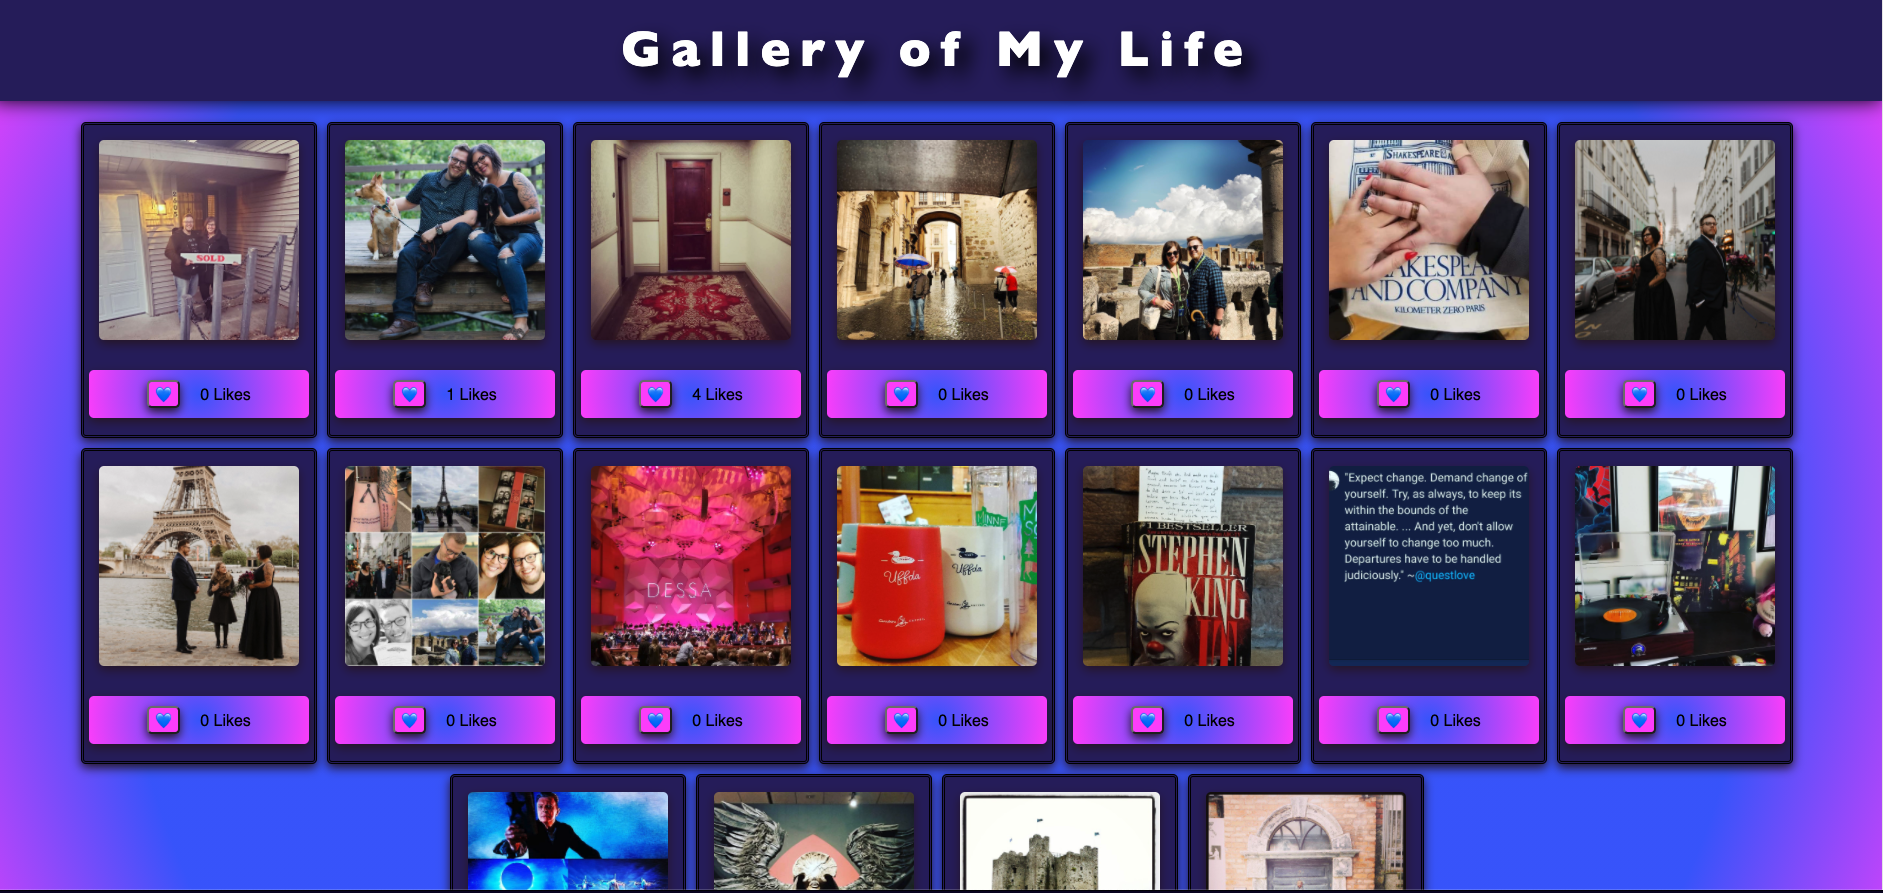 Gallery of My Life
SOLD
SHAKESPEARE
AND COMPANY
KILOMETER ZERO PARIS
0 Likes
1 Likes
4 Likes
0 Likes
0 Likes
0 Likes
0 Likes
DESSA
Uffda
Uffda
MINNE
#1 BESTSELLER
STEPHEN
KING
IT
"Expect change. Demand change of
yourself. Try, as always, to keep its
within the bounds of the
attainable. ... And yet, don't allow
yourself to change too much.
Departures have to be handled
judiciously." ~@questlove
0 Likes
0 Likes
0 Likes
0 Likes
0 Likes
0 Likes
0 Likes